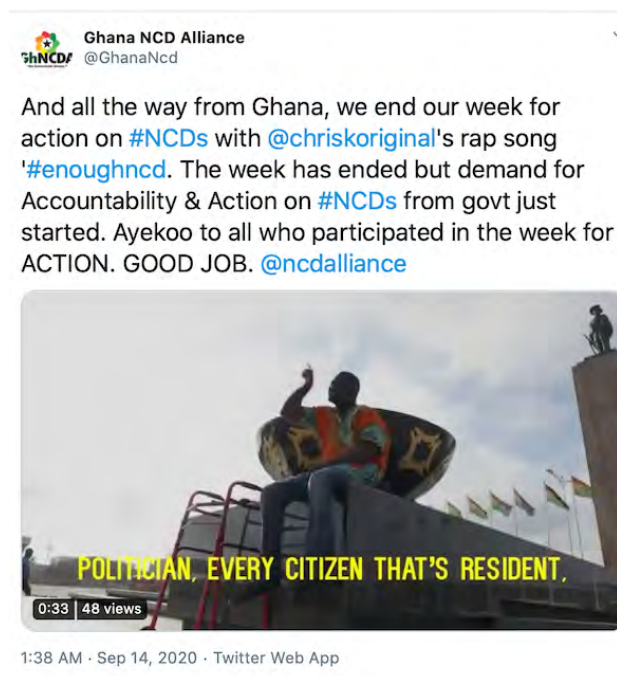 Ghana NCD Alliance
GhNCDA
@GhanaNcd
And all the way from Ghana, we end our week for
action on #NCDs with @chriskoriginal's rap song
'#enoughncd. The week has ended but demand for
Accountability & Action on #NCDs from govt just
started. Ayekoo to all who participated in the week for
ACTION. GOOD JOB. @ncdalliance
POLITICIAN, EVERY CITIZEN THAT'S RESIDENT,
0:33 | 48 views
1:38 AM · Sep 14, 2020 · Twitter Web App